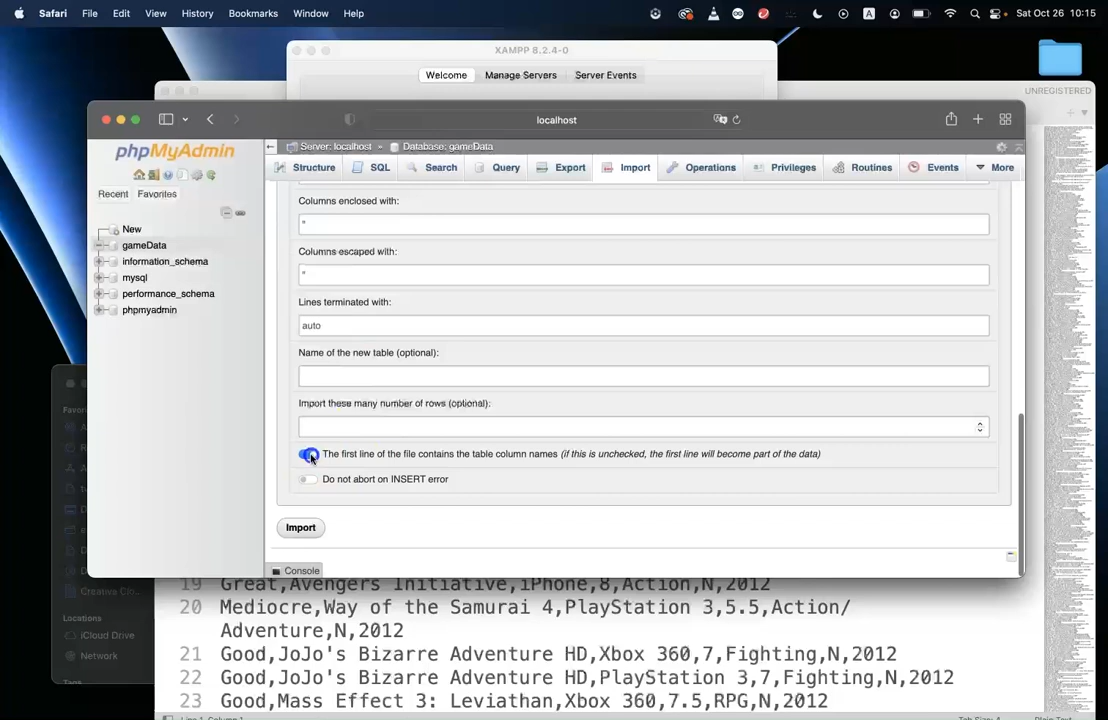 Safari File Edit View History Bookmarks Window Help Sat Oct 26 10:15
XAMPP 8.2.4-0
Welcome Manage Servers Server Events
UNREGISTERED
localhost
phpMyAdmin
Server: localhost » Database: gameData
Structure SQL Search Query Export Import Operations Privileges Routines Events More
Recent Favorites
New
gameData
information_schema
mysql
performance_schema
phpmyadmin
Columns enclosed with:
"
Columns escaped with:
"
Lines terminated with:
auto
Name of the new table (optional):
Import these many number of rows (optional):
The first line of the file contains the table column names (if this is unchecked, the first line will become part of the data)
Do not abort on INSERT error
Import
Console
Creative Clo...
Locations
iCloud Drive
Network
19 Great,Avenge Initiative,iPhone,8,Action,N,2012
20 Mediocre,Way of the Samurai 4,PlayStation 3,5.5,Action/
Adventure,N,2012
21 Good,JoJo's Bizarre Adventure HD,Xbox 360,7,Fighting,N,2012
22 Good,JoJo's Bizarre Adventure HD,PlayStation 3,7,Fighting,N,2012
23 Good,Mass Effect 3: Leviathan,Xbox 360,7.5,RPG,N,2012